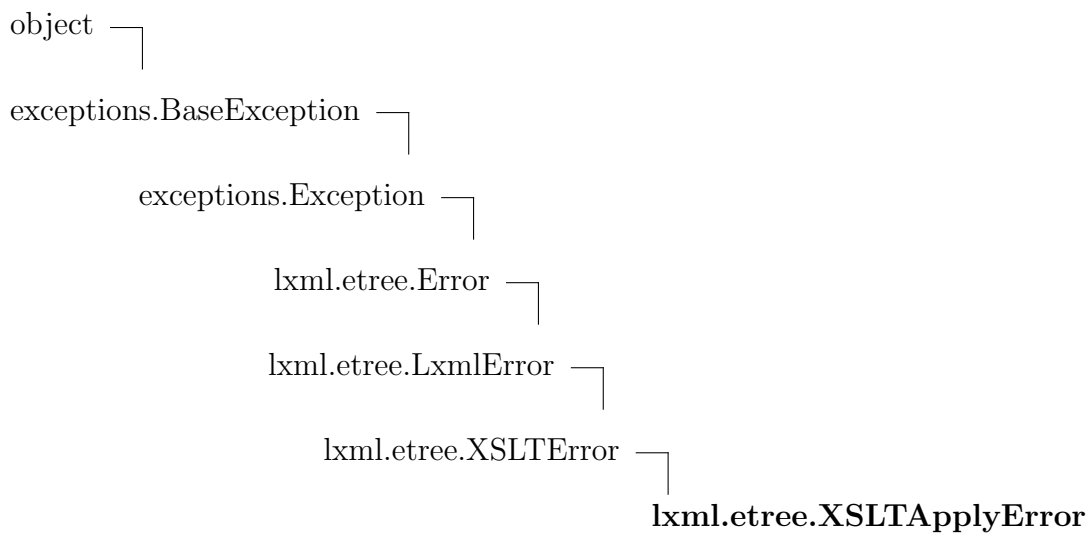 object
exceptions.BaseException
exceptions.Exception
lxml.etree.Error
lxml.etree.LxmlError
lxml.etree.XSLTError
lxml.etree.XSLTApplyError